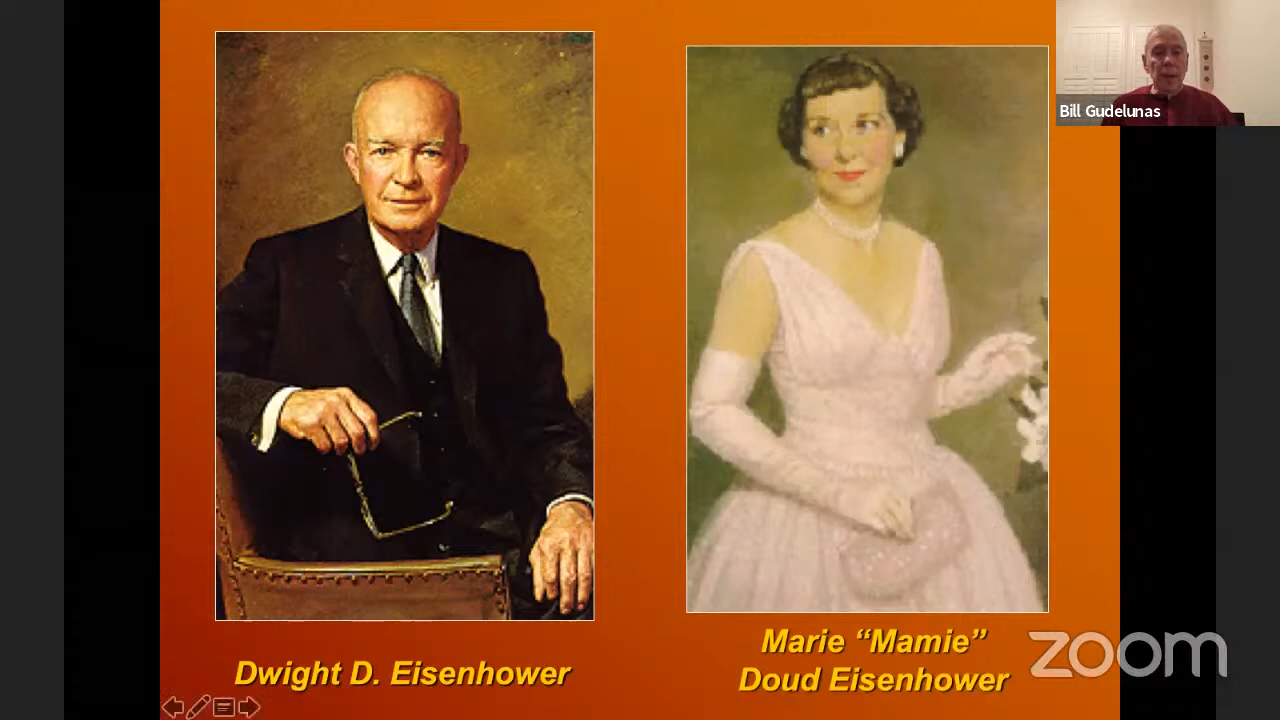 Bill Gudelunas
Dwight D. Eisenhower
Marie “Mamie”
Doud Eisenhower
zoom